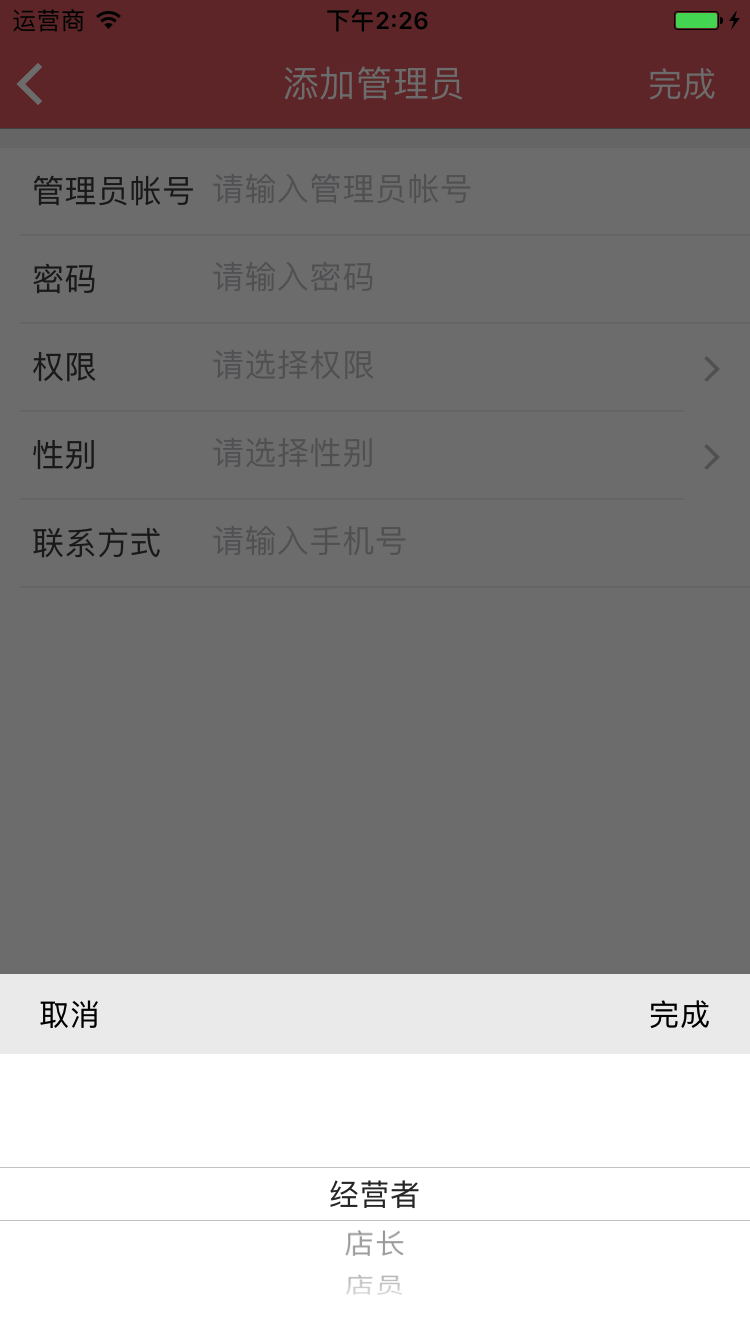 运营商 下午2:26
添加管理员 完成
管理员帐号 请输入管理员帐号
密码 请输入密码
权限 请选择权限
性别 请选择性别
联系方式 请输入手机号
取消 完成
经营者
店长
店员